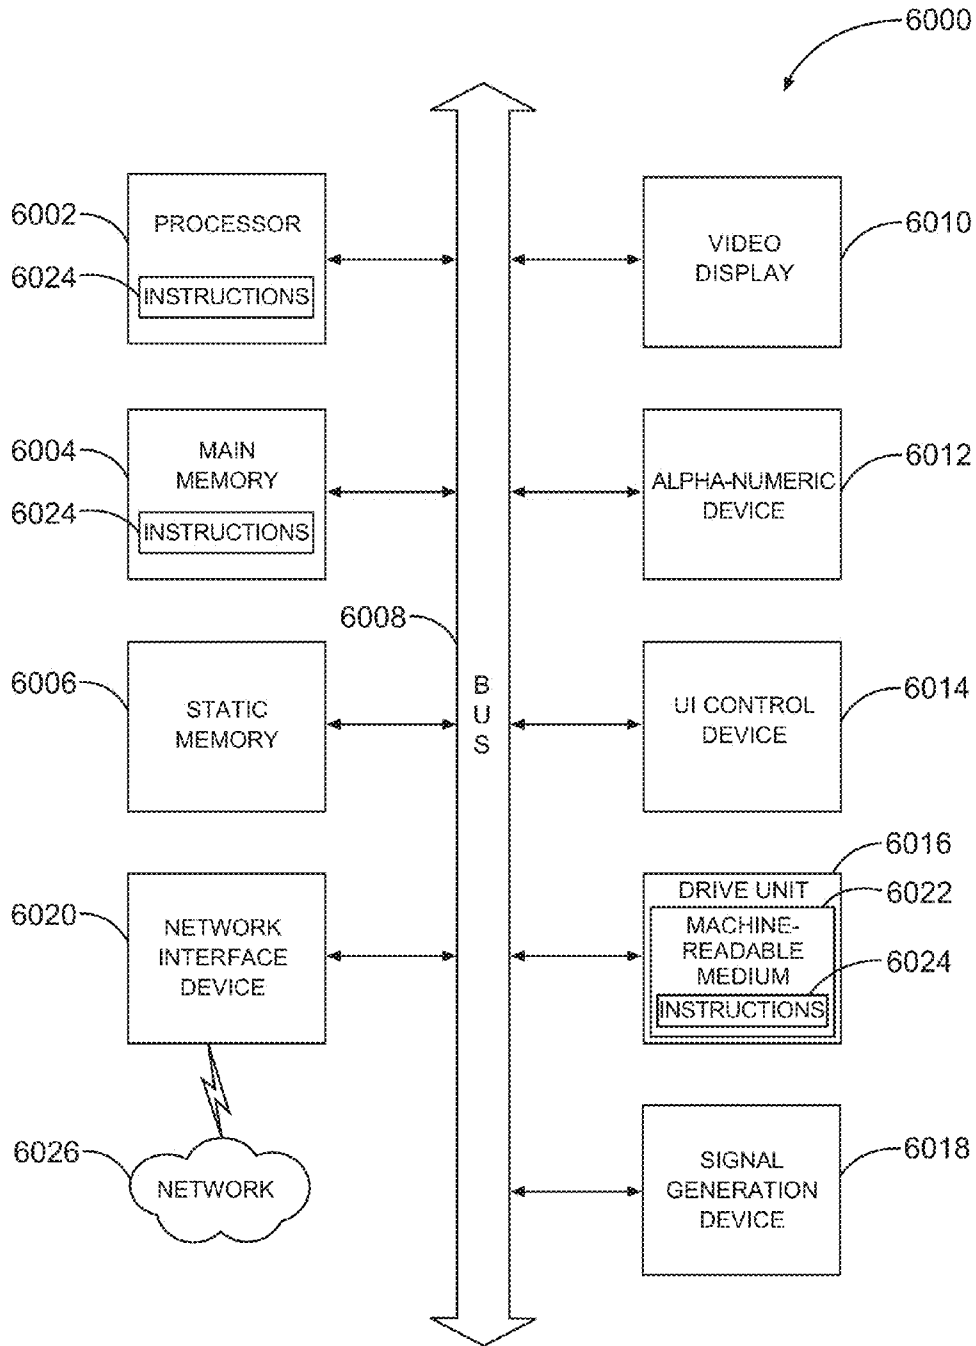 6000
6002
PROCESSOR
6024
INSTRUCTIONS
6010
VIDEO
DISPLAY
6004
MAIN
MEMORY
6024
INSTRUCTIONS
6012
ALPHA-NUMERIC
DEVICE
6008
BUS
6006
STATIC
MEMORY
6014
UI CONTROL
DEVICE
6020
NETWORK
INTERFACE
DEVICE
6016
DRIVE UNIT
6022
MACHINE-
READABLE
MEDIUM
6024
INSTRUCTIONS
6026
NETWORK
6018
SIGNAL
GENERATION
DEVICE